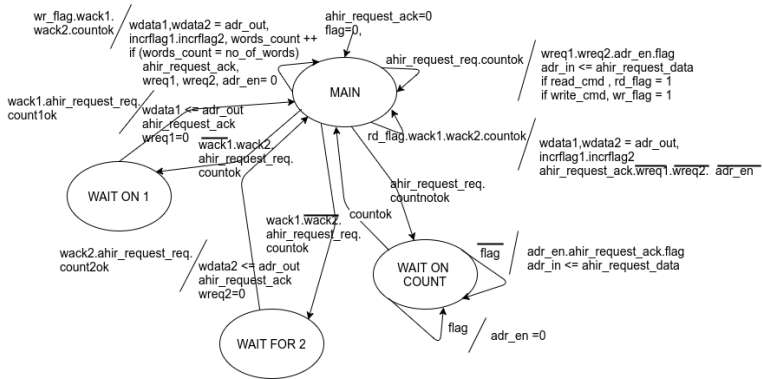 wr_flag.wack1.
wack2.countok
wdata1,wdata2 = adr_out,
incrflag1.incrflag2, words_count ++
if (words_count = no_of_words)
ahir_request_ack,
wreq1, wreq2, adr_en= 0
ahir_request_ack=0
flag=0,
ahir_request_req.countok
wreq1.wreq2.adr_en.flag
adr_in <= ahir_request_data
if read_cmd , rd_flag = 1
if write_cmd, wr_flag = 1
MAIN
wack1.ahir_request_req.
count1ok
wdata1 <= adr_out
ahir_request_ack
wreq1=0
wack1.wack2.
ahir_request_req.
countok
rd_flag.wack1.wack2.countok
wdata1,wdata2 = adr_out,
incrflag1.incrflag2
ahir_request_ack.wreq1.wreq2. adr_en
WAIT ON 1
ahir_request_req.
countnotok
countok
wack1.wack2.
ahir_request_req.
countok
wack2.ahir_request_req.
count2ok
wdata2 <= adr_out
ahir_request_ack
wreq2=0
WAIT ON
COUNT
flag
adr_en.ahir_request_ack.flag
adr_in <= ahir_request_data
flag
adr_en =0
WAIT FOR 2